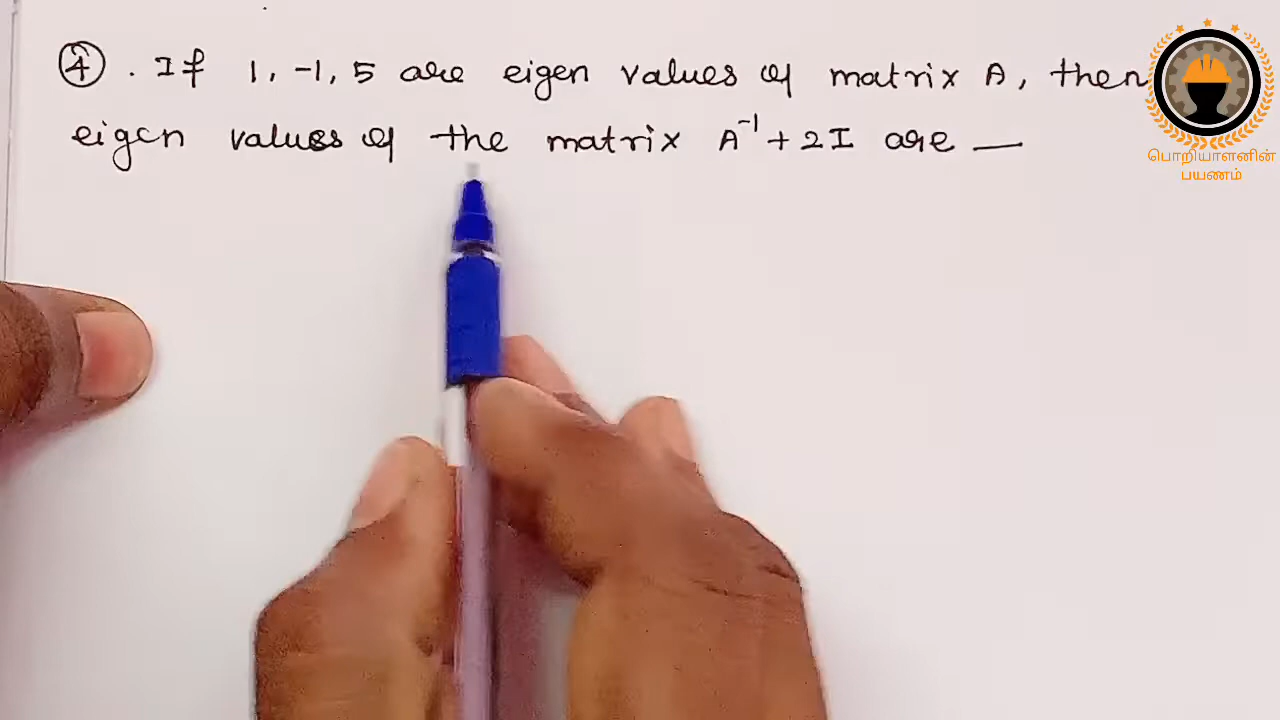 ④ . If 1, -1, 5 are eigen values of matrix A, then
eigen values of the matrix A⁻¹ + 2I are —
பொறியாளனின்
பயணம்